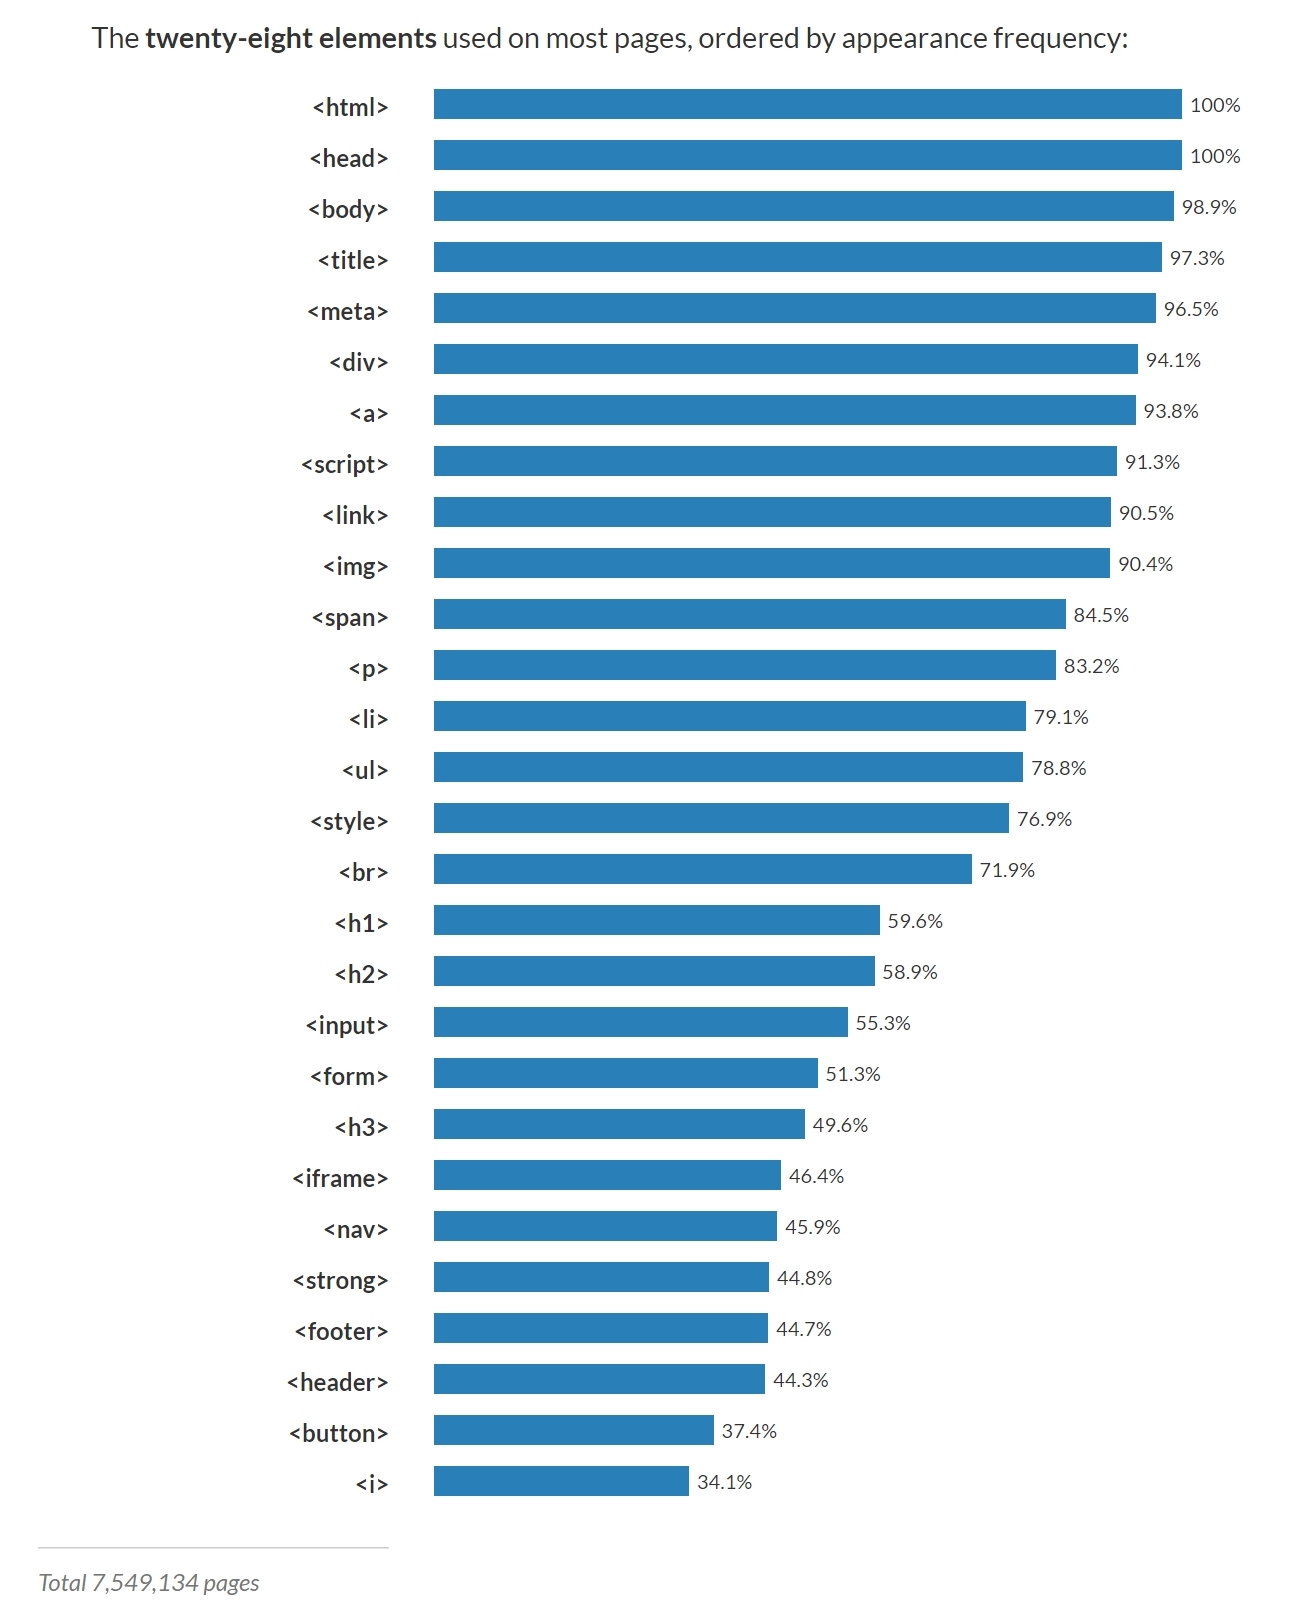 The twenty-eight elements used on most pages, ordered by appearance frequency:
<html> 100%
<head> 100%
<body> 98.9%
<title> 97.3%
<meta> 96.5%
<div> 94.1%
<a> 93.8%
<script> 91.3%
<link> 90.5%
<img> 90.4%
<span> 84.5%
<p> 83.2%
<li> 79.1%
<ul> 78.8%
<style> 76.9%
<br> 71.9%
<h1> 59.6%
<h2> 58.9%
<input> 55.3%
<form> 51.3%
<h3> 49.6%
<iframe> 46.4%
<nav> 45.9%
<strong> 44.8%
<footer> 44.7%
<header> 44.3%
<button> 37.4%
<i> 34.1%
Total 7,549,134 pages